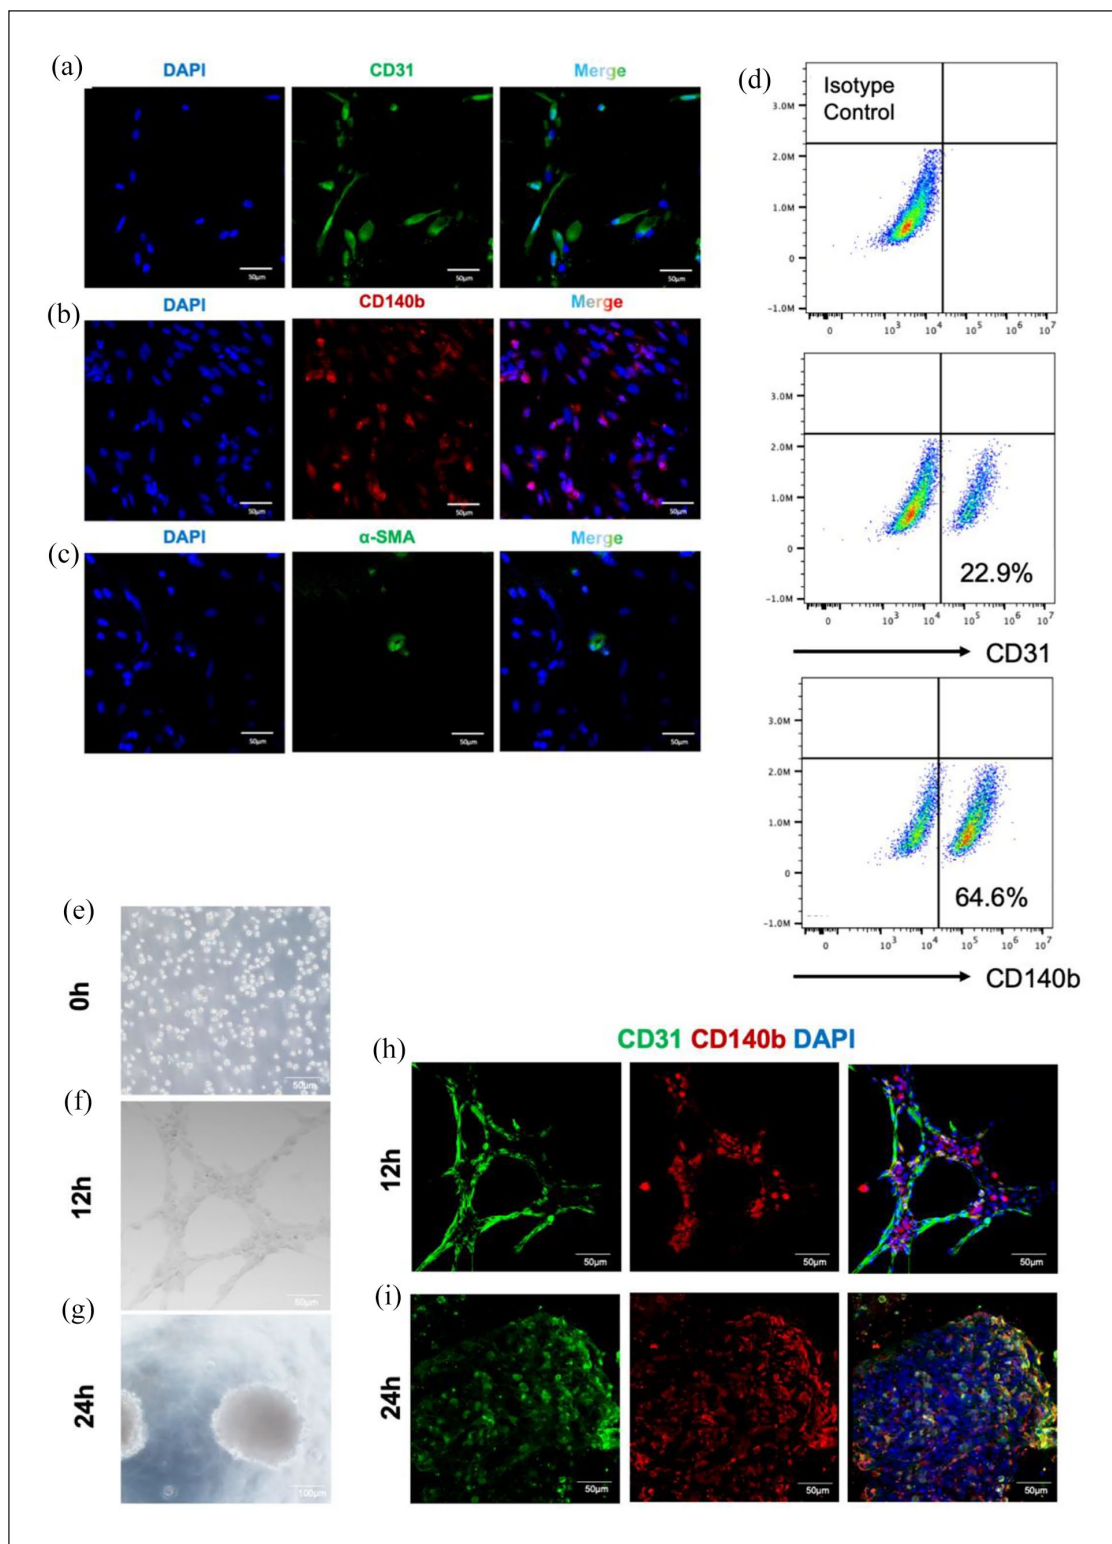 (a)
DAPI
CD31
Merge
50μm
50μm
50μm
(b)
DAPI
CD140b
Merge
50μm
50μm
50μm
(c)
DAPI
α-SMA
Merge
50μm
50μm
50μm
(d)
Isotype
Control
3.0M
2.0M
1.0M
0
-1.0M
0 10³ 10⁴ 10⁵ 10⁶ 10⁷
3.0M
2.0M
1.0M
0
-1.0M
22.9%
0 10³ 10⁴ 10⁵ 10⁶ 10⁷
CD31
3.0M
2.0M
1.0M
0
-1.0M
64.6%
0 10³ 10⁴ 10⁵ 10⁶ 10⁷
CD140b
(e)
0h
50μm
(f)
12h
50μm
(g)
24h
100μm
CD31 CD140b DAPI
(h)
12h
50μm
50μm
50μm
(i)
24h
50μm
50μm
50μm